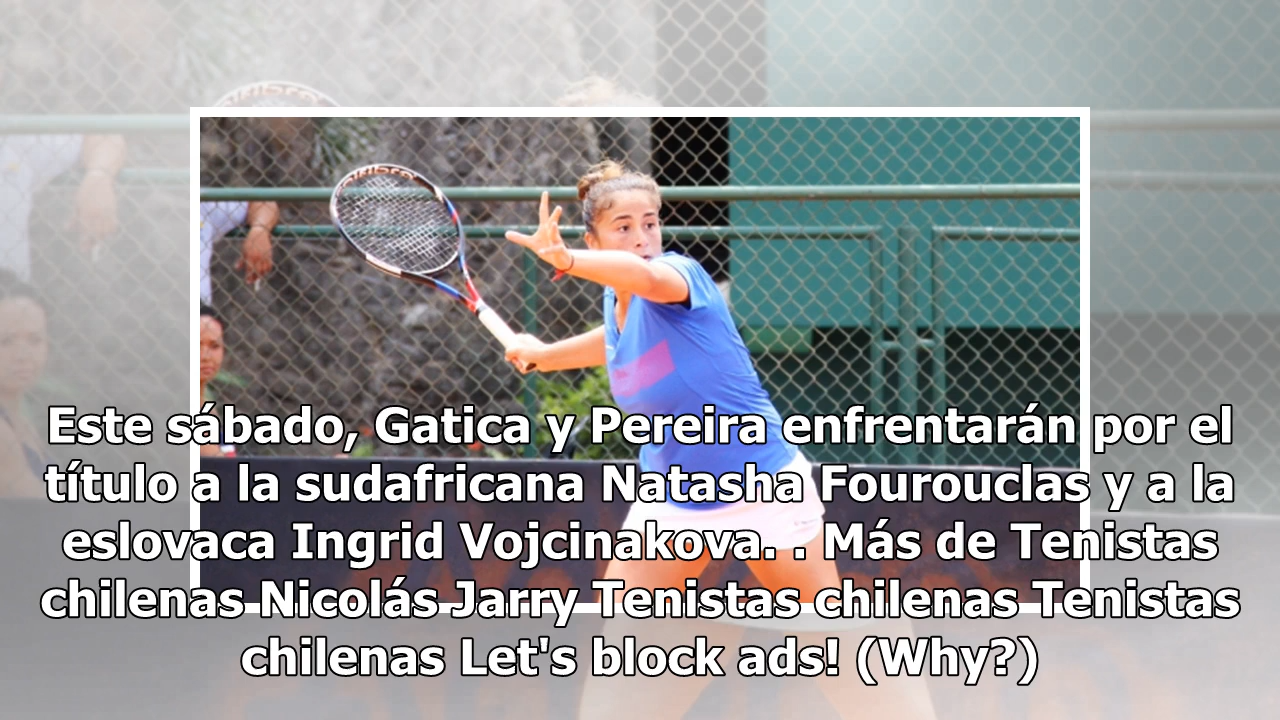 Este sábado, Gatica y Pereira enfrentarán por el
título a la sudafricana Natasha Fourouclas y a la
eslovaca Ingrid Vojcinakova. . Más de Tenistas
chilenas Nicolás Jarry Tenistas chilenas Tenistas
chilenas Let's block ads! (Why?)